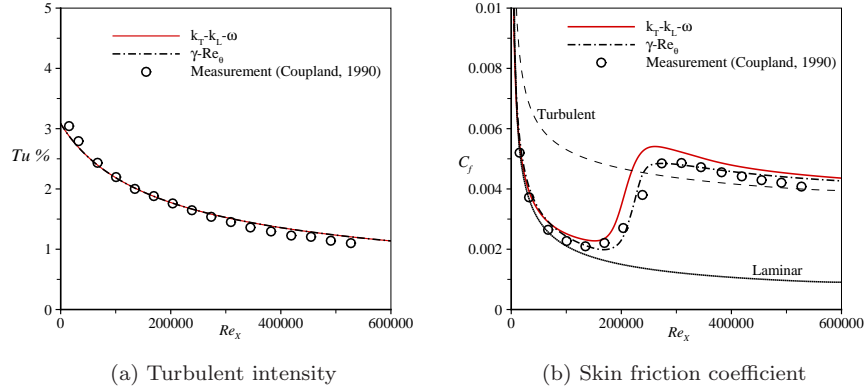 5
4
3
2
1
0
Tu %
0
200000
400000
600000
Re_X
k_T-k_L-ω
γ-Re_θ
Measurement (Coupland, 1990)
(a) Turbulent intensity
0.01
0.008
0.006
0.004
0.002
0
C_f
0
200000
400000
600000
Re_X
k_T-k_L-ω
γ-Re_θ
Measurement (Coupland, 1990)
Turbulent
Laminar
(b) Skin friction coefficient